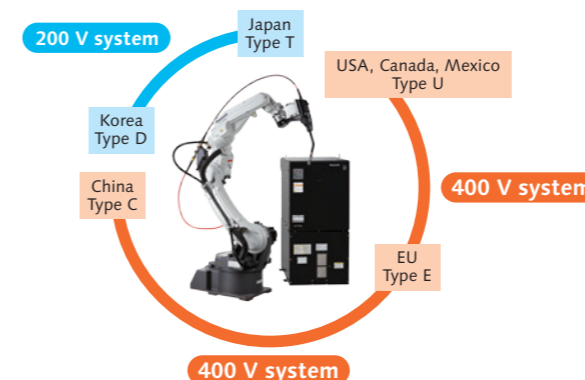 200 V system
Japan
Type T
USA, Canada, Mexico
Type U
Korea
Type D
China
Type C
400 V system
EU
Type E
400 V system